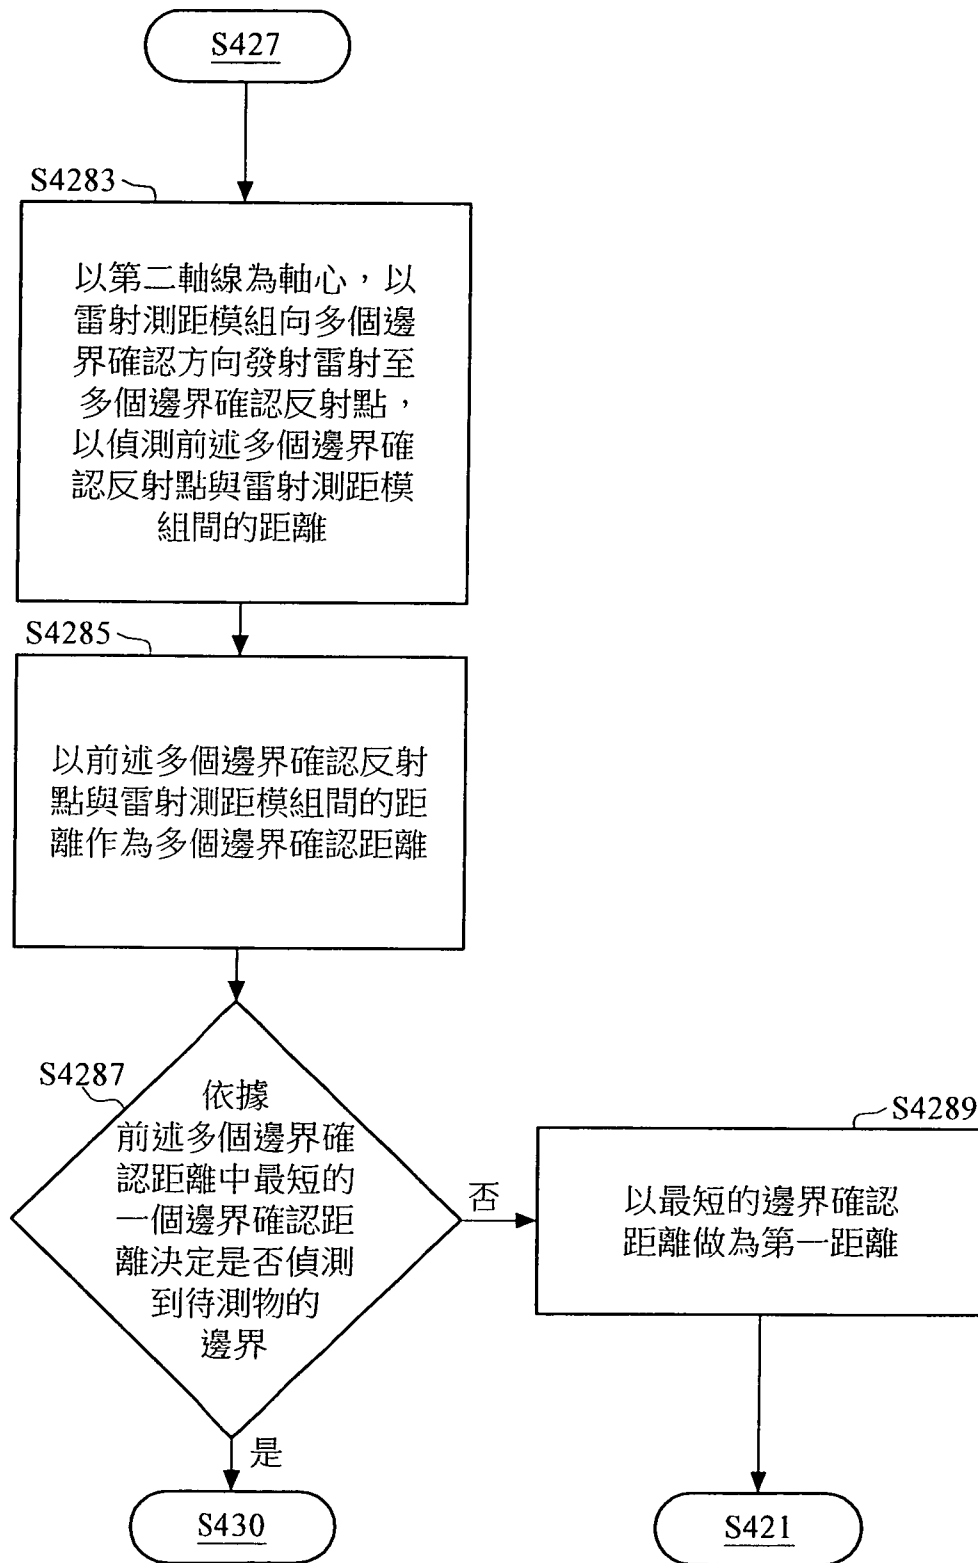 S427
S4283
以第二軸線為軸心，以
雷射測距模組向多個邊
界確認方向發射雷射至
多個邊界確認反射點，
以偵測前述多個邊界確
認反射點與雷射測距模
組間的距離
S4285
以前述多個邊界確認反射
點與雷射測距模組間的距
離作為多個邊界確認距離
S4287
依據
前述多個邊界確
認距離中最短的
一個邊界確認距
離決定是否偵測
到待測物的
邊界
否
S4289
以最短的邊界確認
距離做為第一距離
是
S430
S421